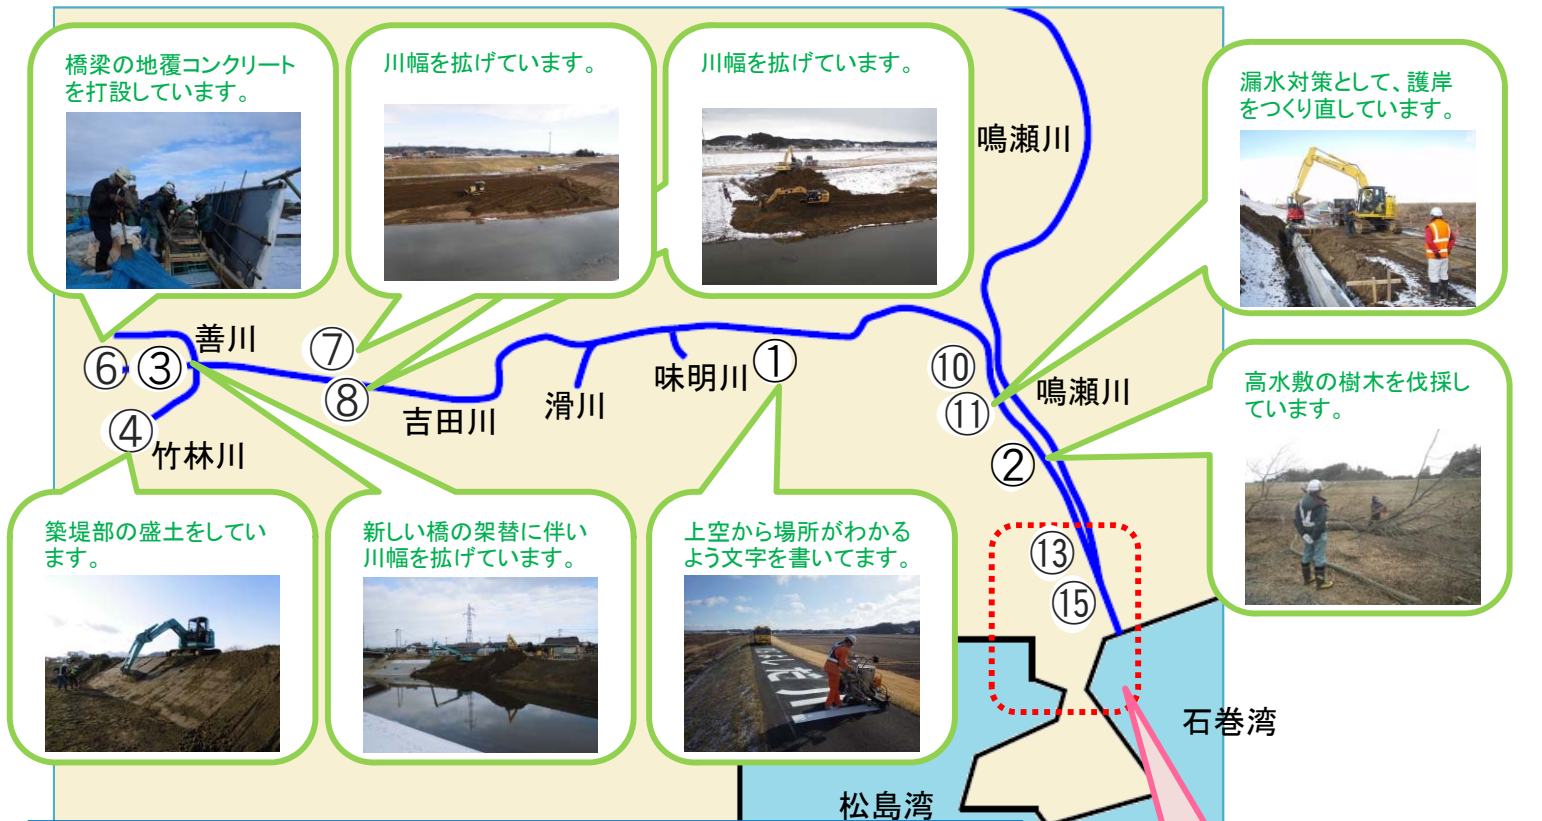 橋梁の地覆コンクリート
を打設しています。
川幅を拡げています。
川幅を拡げています。
漏水対策として、護岸
をつくり直しています。
鳴瀬川
善川
⑦
⑥
③
⑧
④
竹林川
吉田川
滑川
味明川
①
⑩
⑪
鳴瀬川
②
高水敷の樹木を伐採し
ています。
築堤部の盛土をしてい
ます。
新しい橋の架替に伴い
川幅を拡げています。
上空から場所がわかる
よう文字を書いてます。
よしだ川
⑬
⑮
石巻湾
松島湾